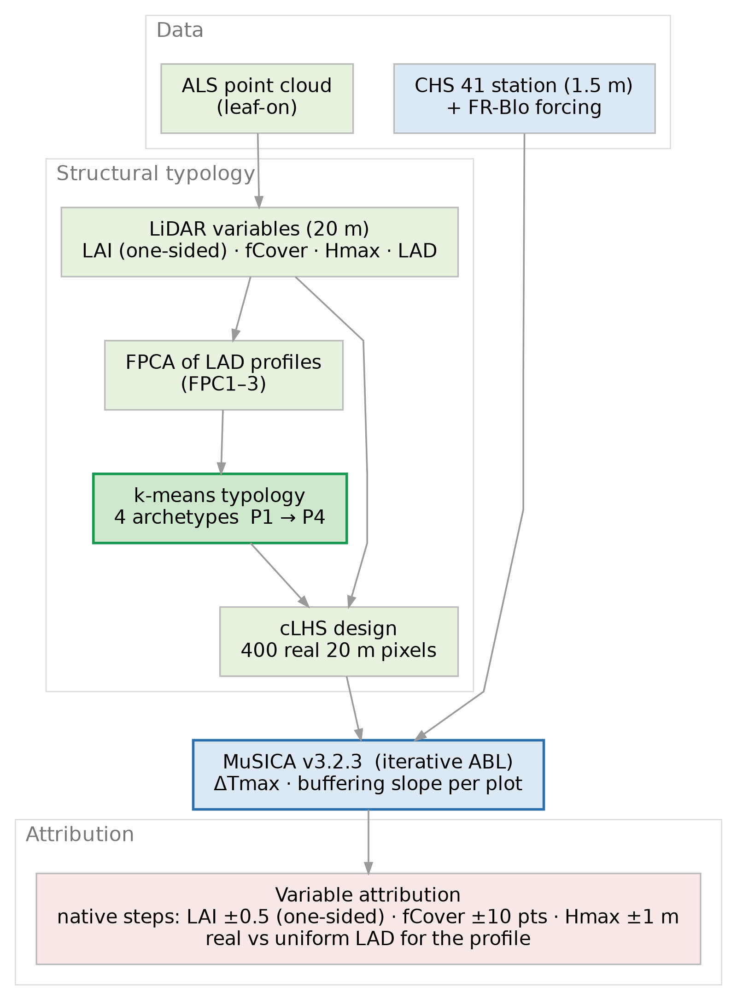 Data
ALS point cloud
(leaf-on)
CHS 41 station (1.5 m)
+ FR-Blo forcing
Structural typology
LiDAR variables (20 m)
LAI (one-sided) · fCover · Hmax · LAD
FPCA of LAD profiles
(FPC1–3)
k-means typology
4 archetypes  P1 → P4
cLHS design
400 real 20 m pixels
MuSICA v3.2.3  (iterative ABL)
ΔTmax · buffering slope per plot
Attribution
Variable attribution
native steps: LAI ±0.5 (one-sided) · fCover ±10 pts · Hmax ±1 m
real vs uniform LAD for the profile